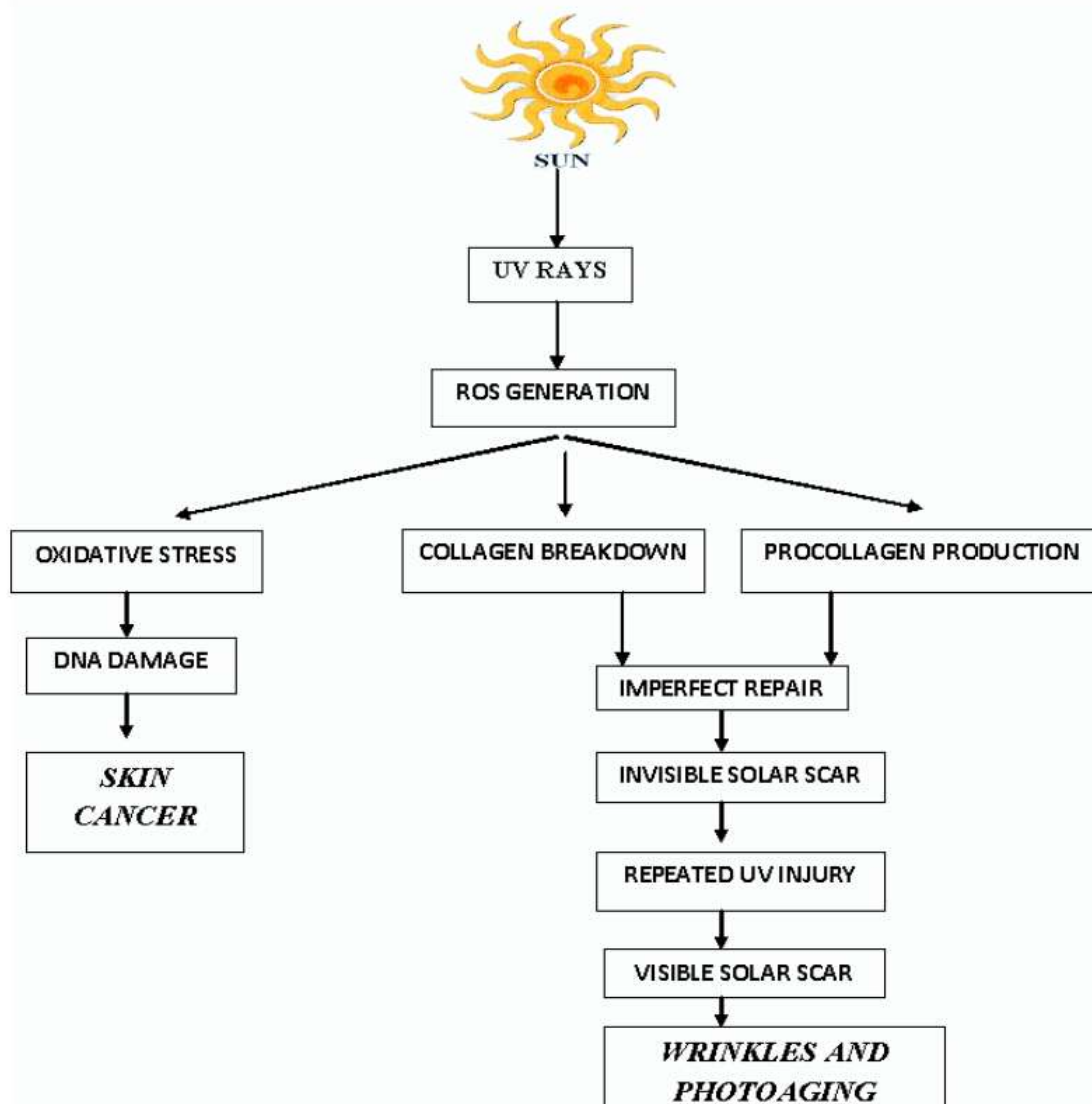 SUN
UV RAYS
ROS GENERATION
OXIDATIVE STRESS
COLLAGEN BREAKDOWN
PROCOLLAGEN PRODUCTION
DNA DAMAGE
IMPERFECT REPAIR
SKIN
CANCER
INVISIBLE SOLAR SCAR
REPEATED UV INJURY
VISIBLE SOLAR SCAR
WRINKLES AND
PHOTOAGING